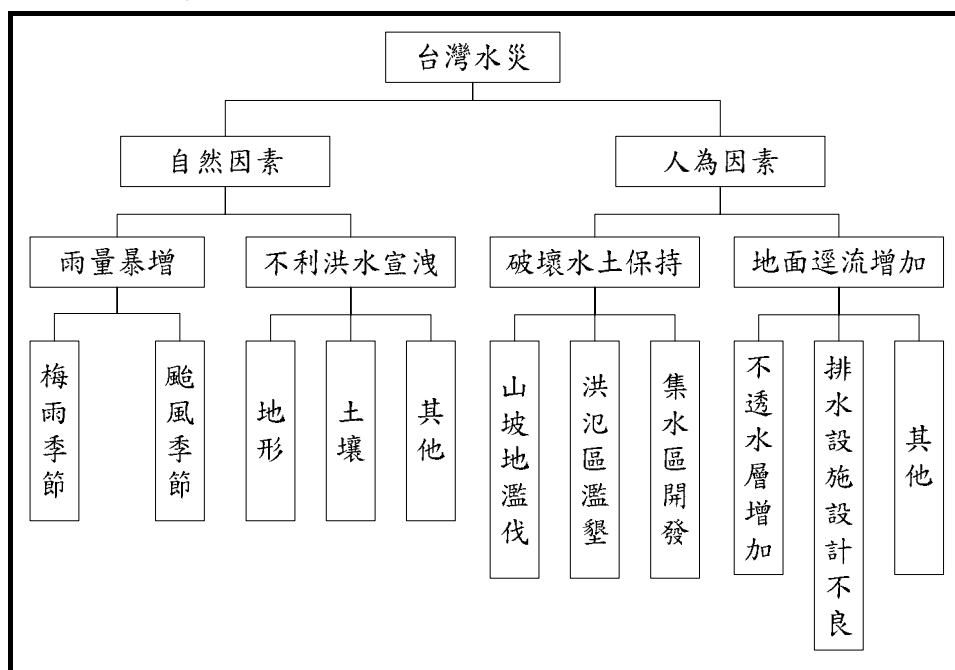 台灣水災
自然因素
人為因素
雨量暴增
不利洪水宣洩
破壞水土保持
地面逕流增加
梅雨季節
颱風季節
地形
土壤
其他
山坡地濫伐
洪氾區濫墾
集水區開發
不透水層增加
排水設施設計不良
其他